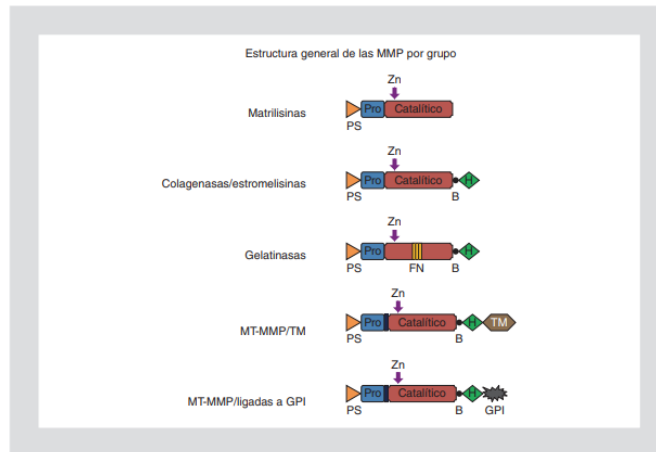 Estructura general de las MMP por grupo
Zn
Matrilisinas
Pro Catalítico
PS
Zn
Colagenasas/estromelisinas
Pro Catalítico H
PS B
Zn
Gelatinasas
Pro H
PS FN B
Zn
MT-MMP/TM
Pro Catalítico H TM
PS B
Zn
MT-MMP/ligadas a GPI
Pro Catalítico H
PS B GPI